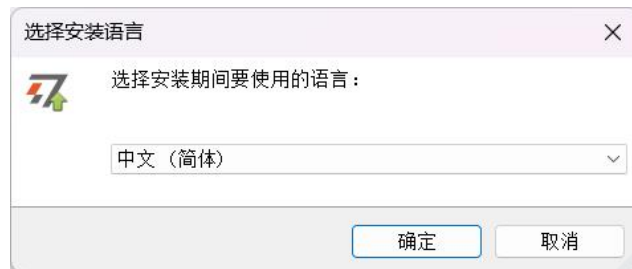 选择安装语言
选择安装期间要使用的语言：
中文 (简体)
确定
取消